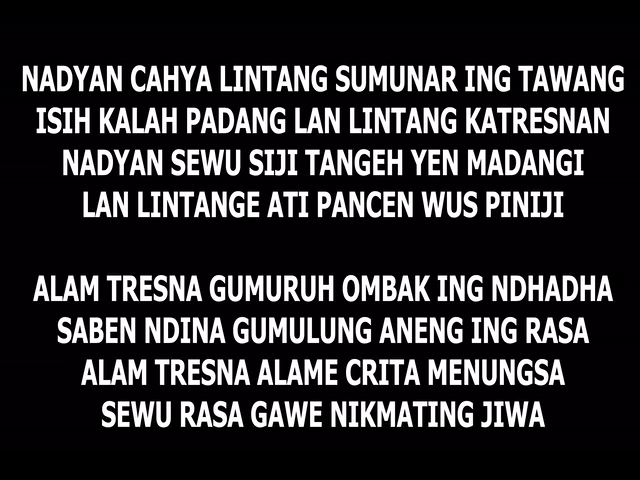 NADYAN CAHYA LINTANG SUMUNAR ING TAWANG
ISIH KALAH PADANG LAN LINTANG KATRESNAN
NADYAN SEWU SIJI TANGEH YEN MADANGI
LAN LINTANGE ATI PANCEN WUS PINIJI
ALAM TRESNA GUMURUH OMBAK ING NDHADHA
SABEN NDINA GUMULUNG ANENG ING RASA
ALAM TRESNA ALAME CRITA MENUNGSA
SEWU RASA GAWE NIKMATING JIWA